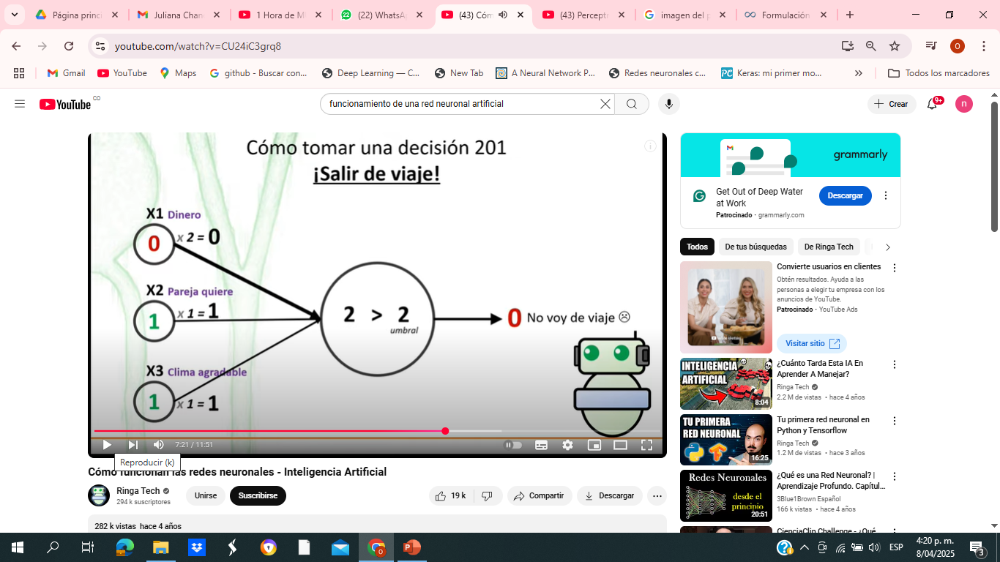 Página princi
Juliana Chan
1 Hora de M
(22) WhatsA
(43) Cóm
(43) Perceptr
imagen del p
Formulación
youtube.com/watch?v=CU24iC3grq8
Gmail
YouTube
Maps
github - Buscar con...
Deep Learning — C...
New Tab
A Neural Network P...
Redes neuronales c...
Keras: mi primer mo...
Todos los marcadores
YouTube CO
funcionamiento de una red neuronal artificial
Crear
9+
n
Cómo tomar una decisión 201
¡Salir de viaje!
X1 Dinero
0 x 2 = 0
X2 Pareja quiere
1 x 1 = 1
X3 Clima agradable
1 x 1 = 1
2 > 2
umbral
0 No voy de viaje
7:21 / 11:51
Reproducir (k)
Cómo funcionan las redes neuronales - Inteligencia Artificial
Ringa Tech
294 k suscriptores
Unirse
Suscribirse
19 k
Compartir
Descargar
282 k vistas hace 4 años
grammarly
Get Out of Deep Water
at Work
Patrocinado · grammarly.com
Descargar
Todos
De tus búsquedas
De Ringa Tech
Convierte usuarios en clientes
Obtén resultados. Ayuda a las
personas a elegir tu empresa con los
anuncios de YouTube.
Patrocinado · YouTube Ads
Visitar sitio
INTELIGENCIA
ARTIFICIAL
8:04
¿Cuánto Tarda Esta IA En
Aprender A Manejar?
Ringa Tech
2.2 M de vistas · hace 4 años
TU PRIMERA
RED NEURONAL
16:25
Tu primera red neuronal en
Python y Tensorflow
Ringa Tech
1.2 M de vistas · hace 3 años
Redes Neuronales
desde el
principio
20:51
¿Qué es una Red Neuronal? |
Aprendizaje Profundo. Capítul...
3Blue1Brown Español
166 k vistas · hace 4 años
CienciaClip Challenge - ¿Qué
ESP
4:20 p. m.
8/04/2025
3